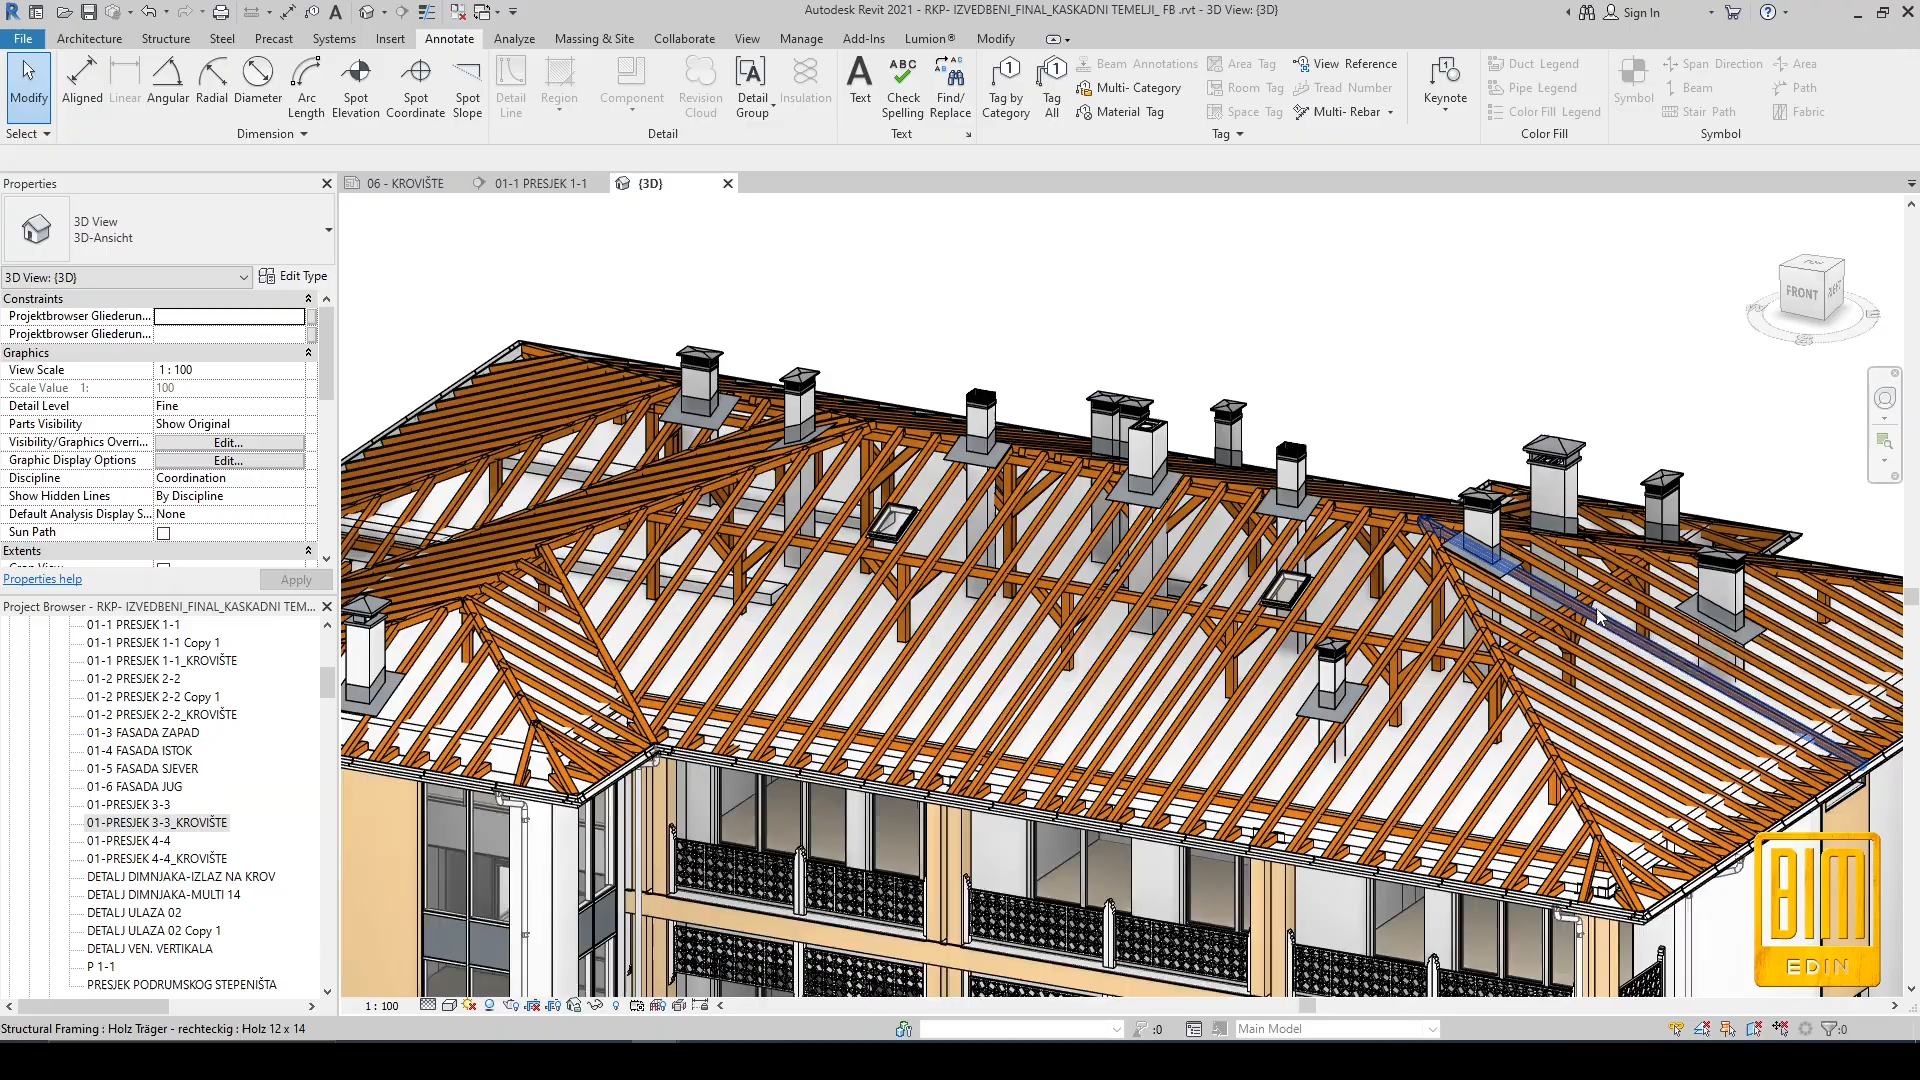 Autodesk Revit 2021 - RKP- IZVEDBENI_FINAL_KASKADNI TEMELJI_ FB .rvt - 3D View: {3D}
Sign In
File Architecture Structure Steel Precast Systems Insert Annotate Analyze Massing & Site Collaborate View Manage Add-Ins Lumion® Modify
Modify
Select
Aligned Linear Angular Radial Diameter Arc Length Spot Elevation Spot Coordinate Spot Slope
Dimension
Detail Line Region Component Revision Cloud Detail Group Insulation
Detail
Text Check Spelling Find/ Replace
Text
Tag by Category Tag All
Beam Annotations Area Tag View Reference
Multi- Category Room Tag Tread Number
Material Tag Space Tag Multi- Rebar
Tag
Keynote
Duct Legend
Pipe Legend
Color Fill Legend
Color Fill
Symbol
Span Direction Area
Beam Path
Stair Path Fabric
Symbol
Properties
3D View
3D-Ansicht
3D View: {3D} Edit Type
Constraints
Projektbrowser Gliederun...
Projektbrowser Gliederun...
Graphics
View Scale 1 : 100
Scale Value 1: 100
Detail Level Fine
Parts Visibility Show Original
Visibility/Graphics Overri... Edit...
Graphic Display Options Edit...
Discipline Coordination
Show Hidden Lines By Discipline
Default Analysis Display S... None
Sun Path
Extents
Properties help Apply
Project Browser - RKP- IZVEDBENI_FINAL_KASKADNI TEM...
01-1 PRESJEK 1-1
01-1 PRESJEK 1-1 Copy 1
01-1 PRESJEK 1-1_KROVIŠTE
01-2 PRESJEK 2-2
01-2 PRESJEK 2-2 Copy 1
01-2 PRESJEK 2-2_KROVIŠTE
01-3 FASADA ZAPAD
01-4 FASADA ISTOK
01-5 FASADA SJEVER
01-6 FASADA JUG
01-PRESJEK 3-3
01-PRESJEK 3-3_KROVIŠTE
01-PRESJEK 4-4
01-PRESJEK 4-4_KROVIŠTE
DETALJ DIMNJAKA-IZLAZ NA KROV
DETALJ DIMNJAKA-MULTI 14
DETALJ ULAZA 02
DETALJ ULAZA 02 Copy 1
DETALJ VEN. VERTIKALA
P 1-1
PRESJEK PODRUMSKOG STEPENIŠTA
06 - KROVIŠTE 01-1 PRESJEK 1-1 {3D}
FRONT
BIM
EDIN
1 : 100
Structural Framing : Holz Träger - rechteckig : Holz 12 x 14
:0
Main Model
:0